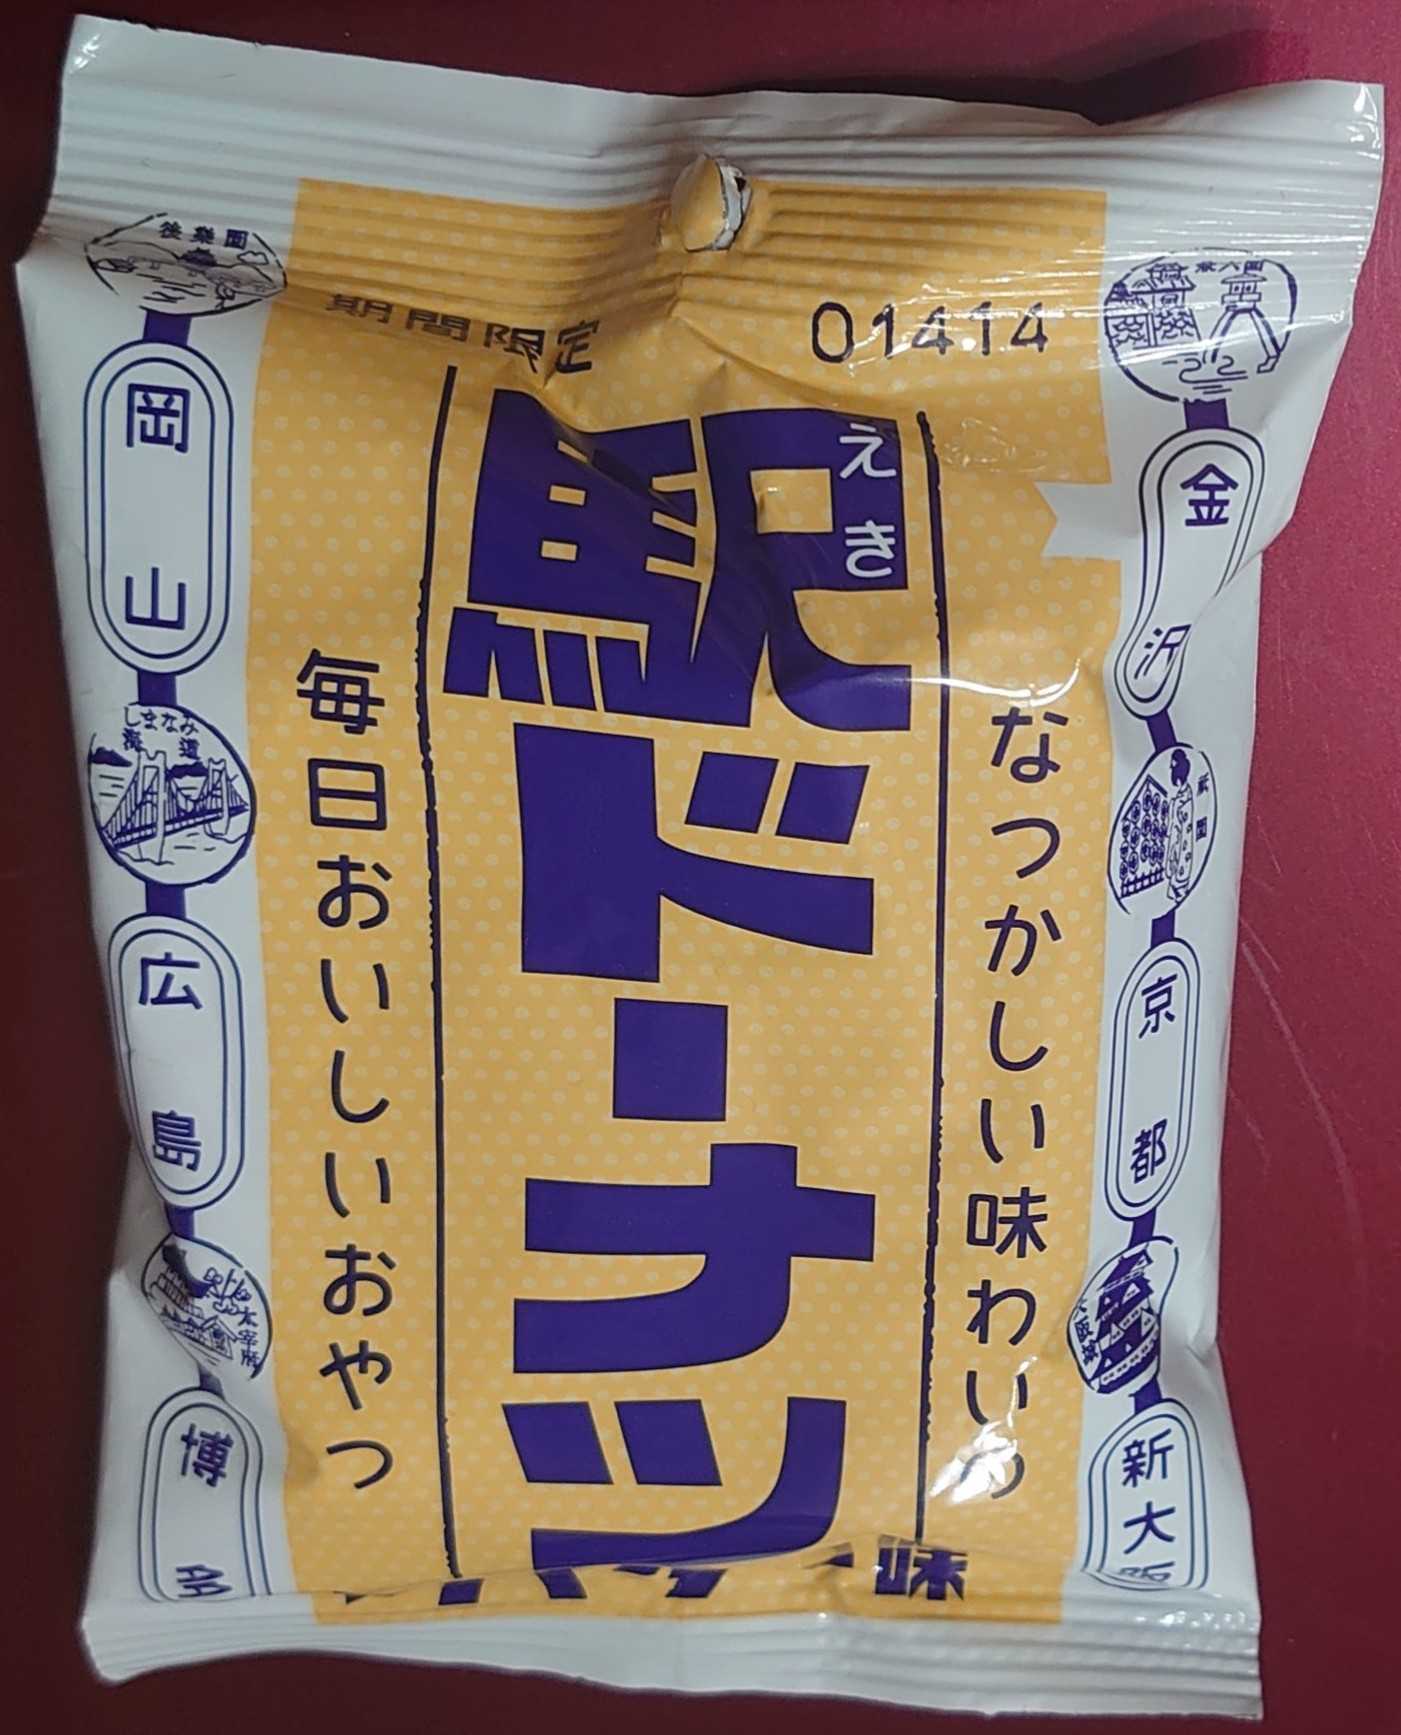 期間限定
01414
なつかしい味わいの
駅ド・ナツ
えき
毎日おいしいおやつ
味
兼六園
金沢
祇園
京都
大阪城
新大阪
後楽園
岡山
しまなみ
海道
広島
太宰府
博多